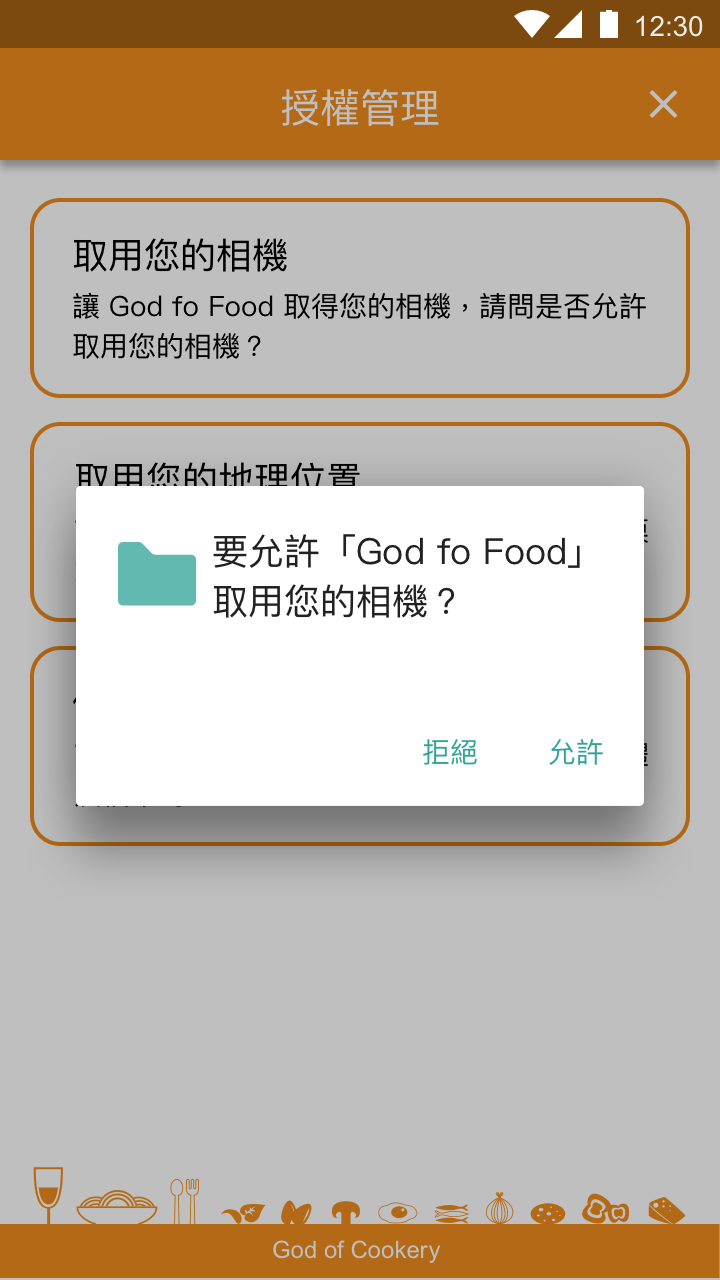 12:30
授權管理
取用您的相機
讓 God fo Food 取得您的相機，請問是否允許
取用您的相機？
取用您的地理位置
要允許「God fo Food」
取用您的相機？
拒絕
允許
God of Cookery